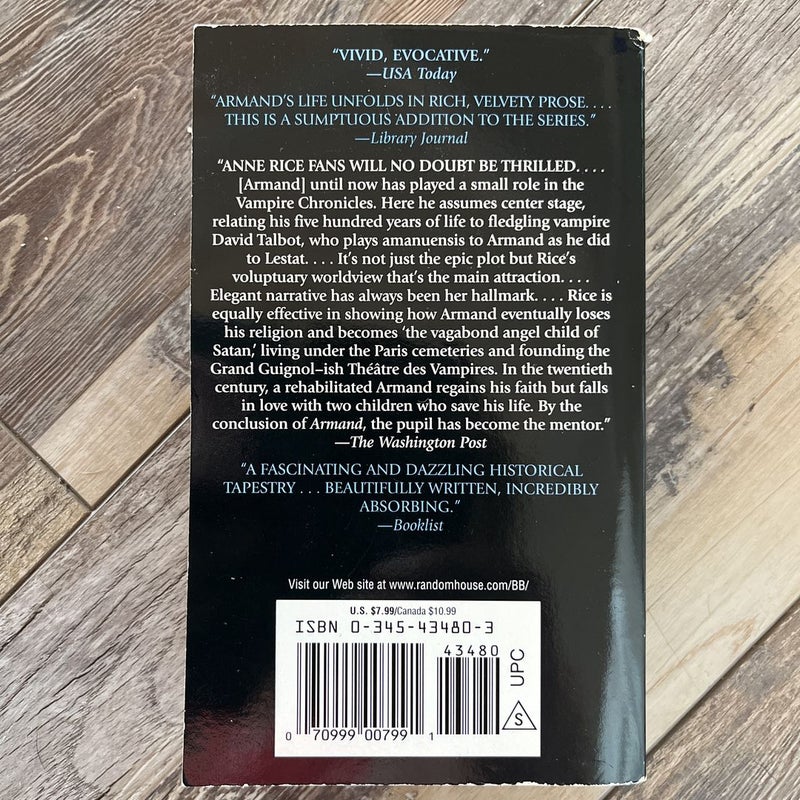 “VIVID, EVOCATIVE.”
—USA Today
“ARMAND’S LIFE UNFOLDS IN RICH, VELVETY PROSE. . . .
THIS IS A SUMPTUOUS ADDITION TO THE SERIES.”
—Library Journal
“ANNE RICE FANS WILL NO DOUBT BE THRILLED. . . .
[Armand] until now has played a small role in the
Vampire Chronicles. Here he assumes center stage,
relating his five hundred years of life to fledgling vampire
David Talbot, who plays amanuensis to Armand as he did
to Lestat. . . . It’s not just the epic plot but Rice’s
voluptuary worldview that’s the main attraction. . . .
Elegant narrative has always been her hallmark. . . . Rice is
equally effective in showing how Armand eventually loses
his religion and becomes ‘the vagabond angel child of
Satan,’ living under the Paris cemeteries and founding the
Grand Guignol–ish Théâtre des Vampires. In the twentieth
century, a rehabilitated Armand regains his faith but falls
in love with two children who save his life. By the
conclusion of Armand, the pupil has become the mentor.”
—The Washington Post
“A FASCINATING AND DAZZLING HISTORICAL
TAPESTRY . . . BEAUTIFULLY WRITTEN, INCREDIBLY
ABSORBING.”
—Booklist
Visit our Web site at www.randomhouse.com/BB/
U.S. $7.99/Canada $10.99
ISBN 0-345-43480-3
43480
UPC
S
0 70999 00799 1